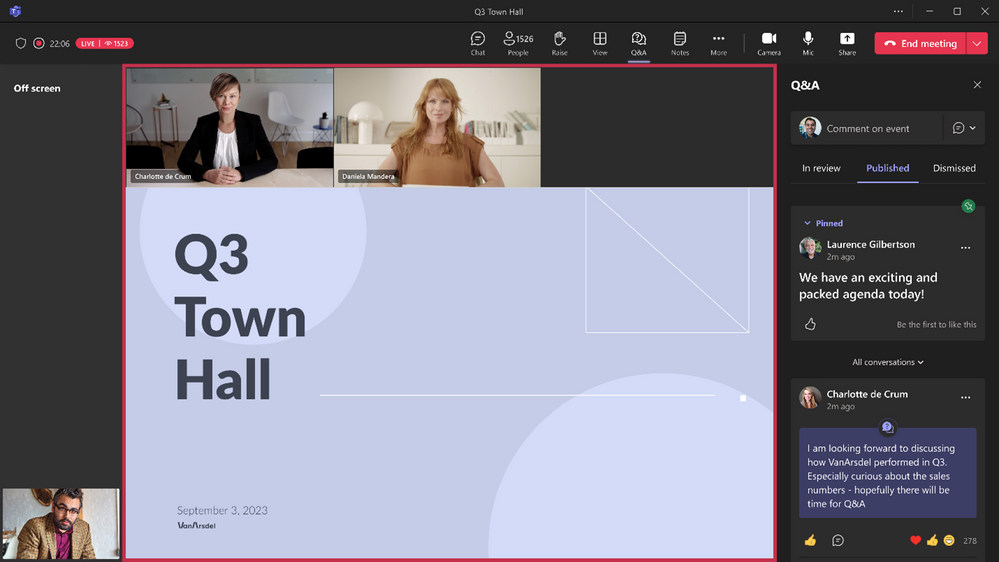 Q3 Town Hall
22:06
LIVE | 1523
Chat
1526
People
Raise
View
Q&A
Notes
More
Camera
Mic
Share
End meeting
Off screen
Charlotte de Crum
Daniela Mandera
Q3
Town
Hall
September 3, 2023
VanArsdel
Q&A
Comment on event
In review
Published
Dismissed
Pinned
Laurence Gilbertson
2m ago
We have an exciting and
packed agenda today!
Be the first to like this
All conversations
Charlotte de Crum
2m ago
I am looking forward to discussing
how VanArsdel performed in Q3.
Especially curious about the sales
numbers - hopefully there will be
time for Q&A
278